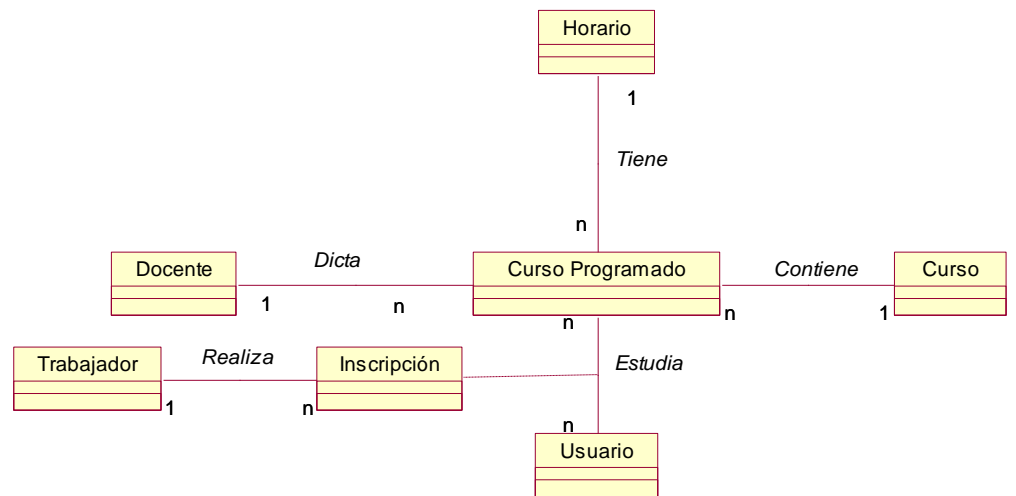 Horario
1
Tiene
n
Docente
Dicta
Curso Programado
Contiene
Curso
1
n
n
n
1
Trabajador
Realiza
Inscripción
Estudia
1
n
n
Usuario